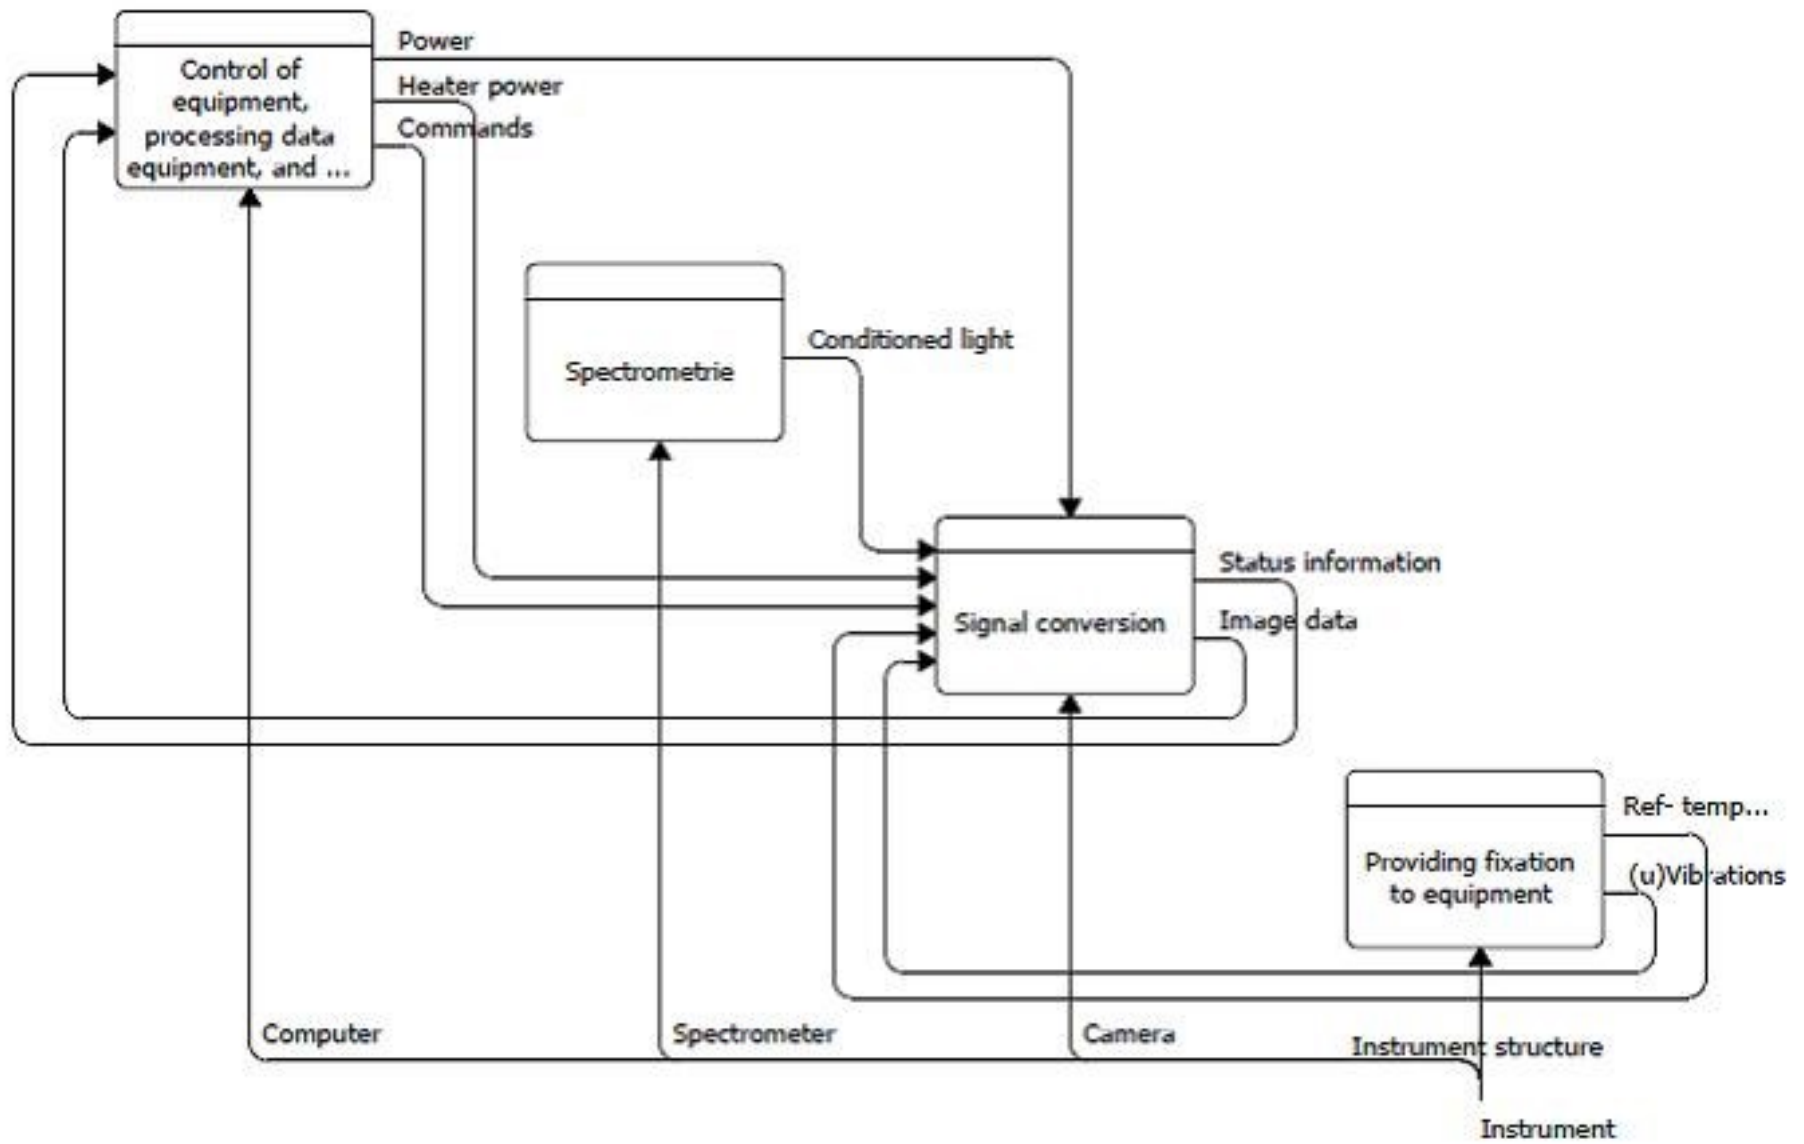 Power
Control of
equipment,
processing data
equipment, and ...
Heater power
Commands
Conditioned light
Spectrometrie
Status information
Signal conversion
Image data
Ref- temp...
Providing fixation
to equipment
(u)Vibrations
Computer
Spectrometer
Camera
Instrument structure
Instrument